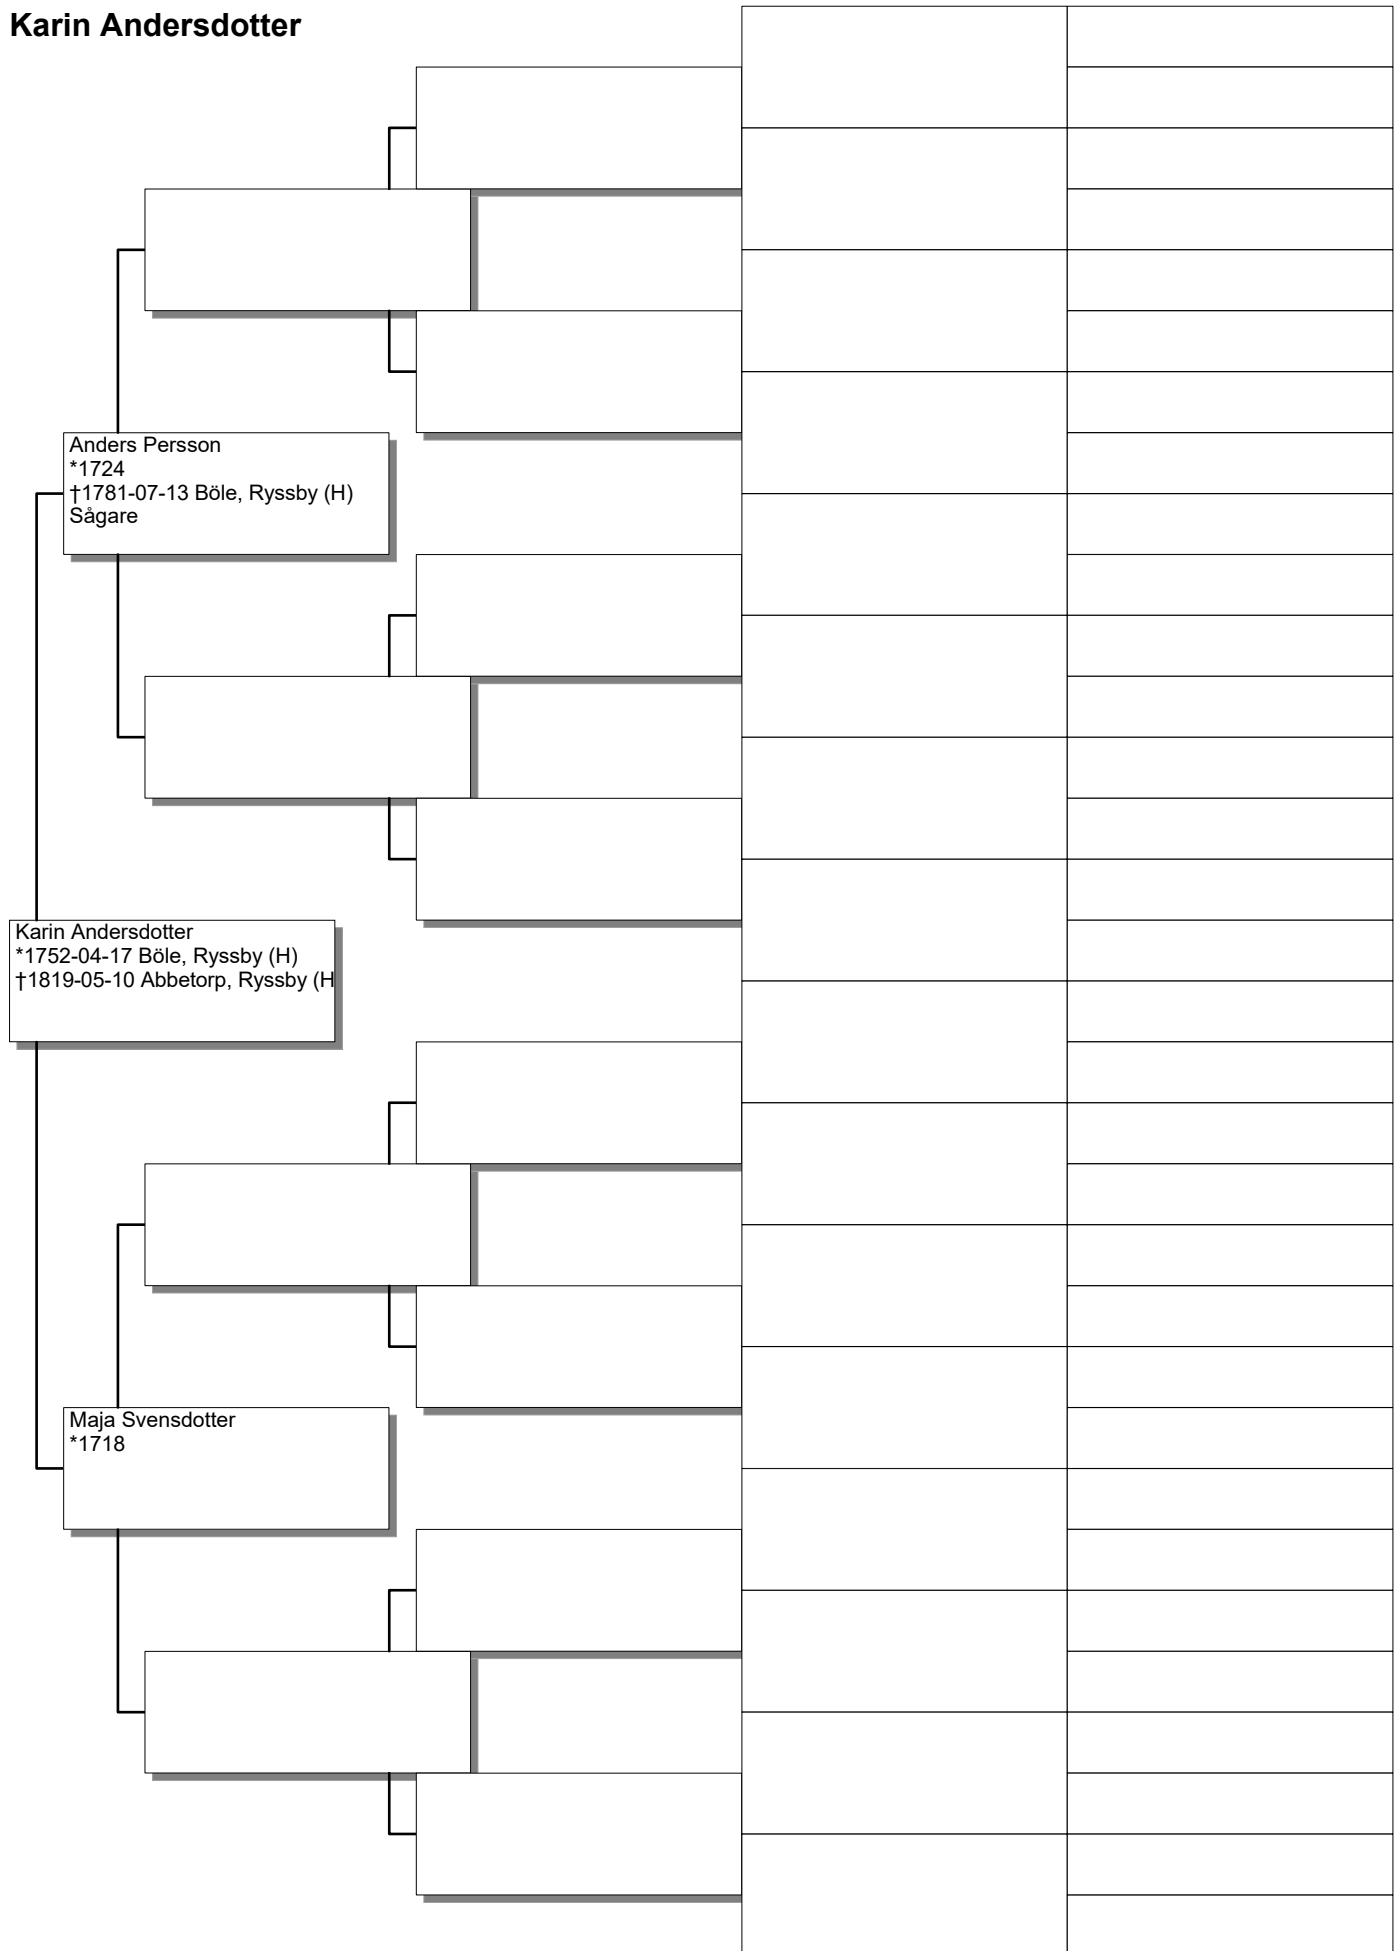 Karin Andersdotter
Anders Persson
*1724
†1781-07-13 Böle, Ryssby (H)
Sågare
Karin Andersdotter
*1752-04-17 Böle, Ryssby (H)
†1819-05-10 Abbetorp, Ryssby (H
Maja Svensdotter
*1718